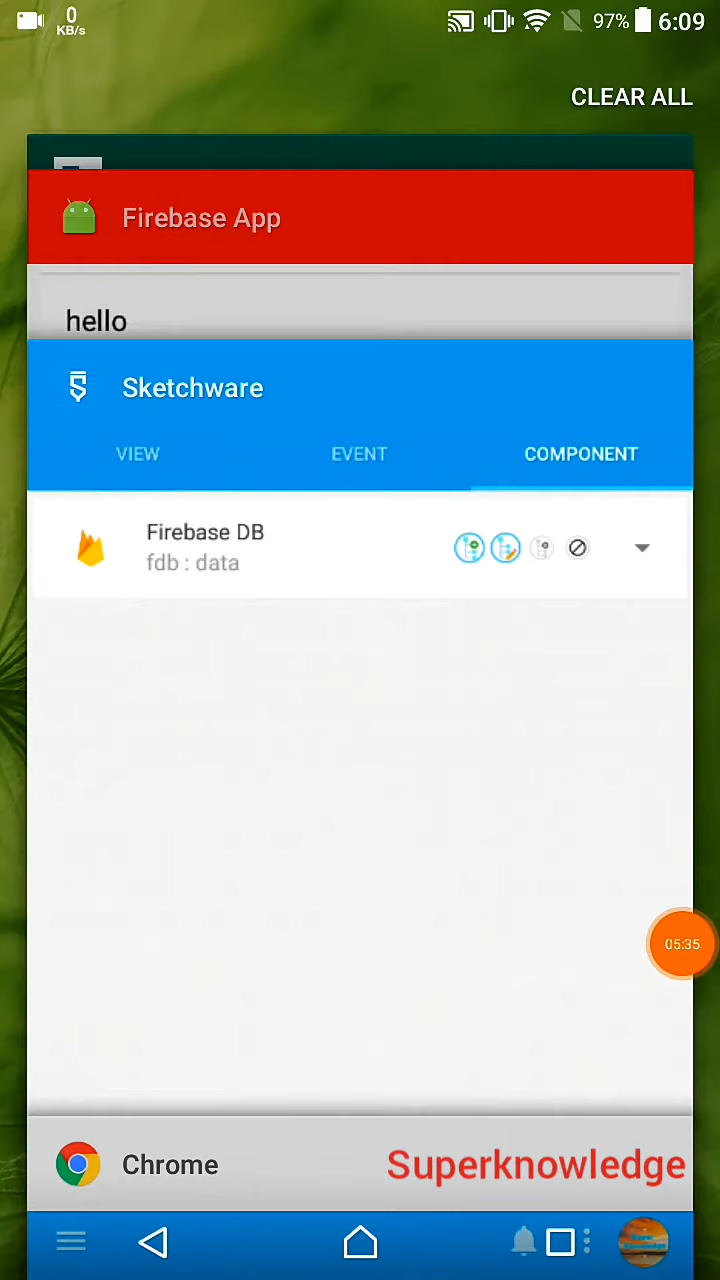 0
KB/s
97%
6:09
CLEAR ALL
Firebase App
hello
Sketchware
VIEW
EVENT
COMPONENT
Firebase DB
fdb : data
05:35
Chrome
Superknowledge